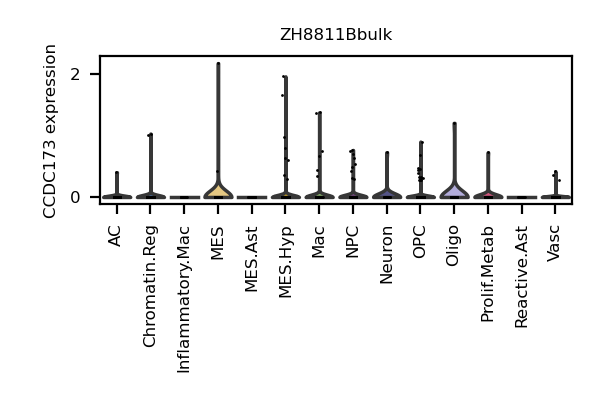 ZH8811Bbulk
CCDC173 expression
2
0
AC
Chromatin.Reg
Inflammatory.Mac
MES
MES.Ast
MES.Hyp
Mac
NPC
Neuron
OPC
Oligo
Prolif.Metab
Reactive.Ast
Vasc